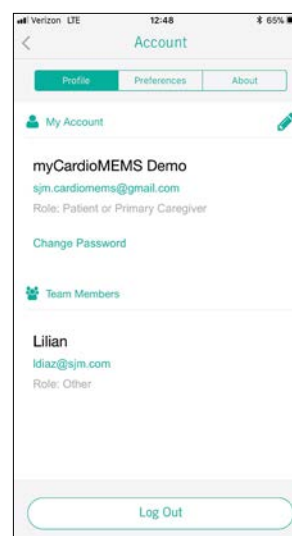 Verizon LTE 12:48 65%
Account
Profile Preferences About
My Account
myCardioMEMS Demo
sjm.cardiomems@gmail.com
Role: Patient or Primary Caregiver
Change Password
Team Members
Lilian
ldiaz@sjm.com
Role: Other
Log Out